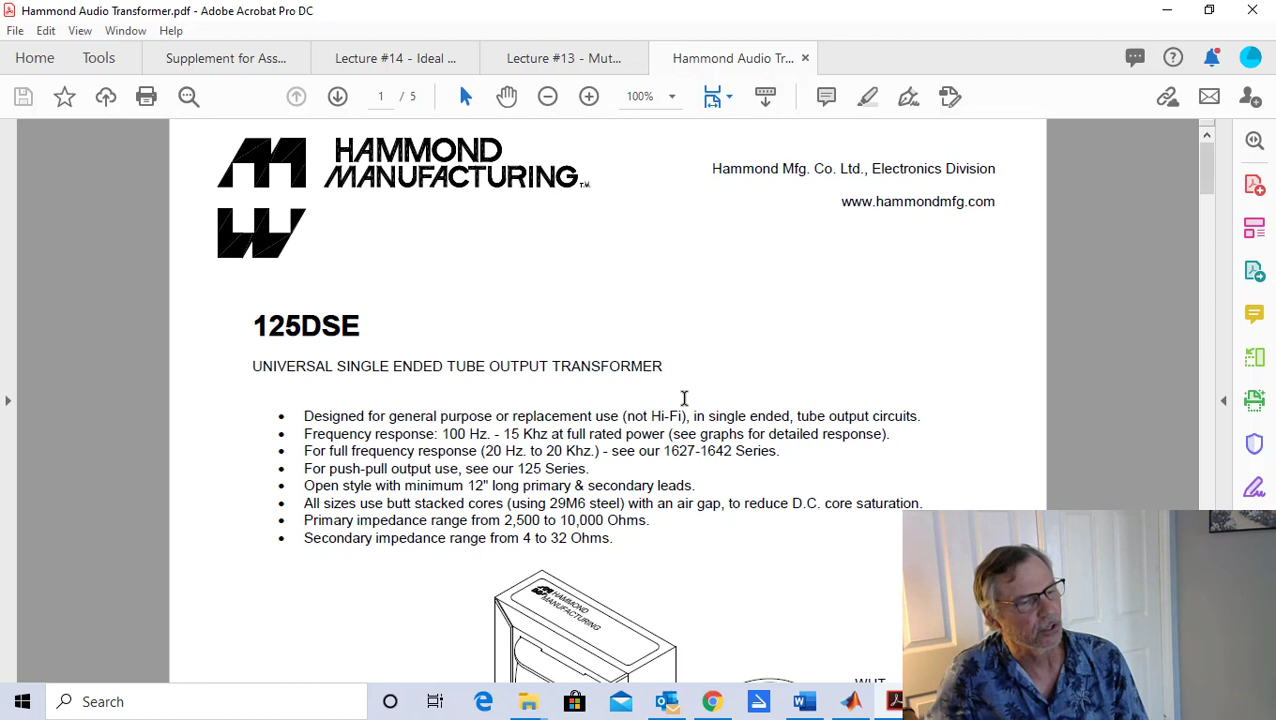 Hammond Audio Transformer.pdf - Adobe Acrobat Pro DC
File Edit View Window Help
Home Tools Supplement for Ass... Lecture #14 - Ideal ... Lecture #13 - Mut... Hammond Audio Tr... ×
1 / 5 100%
HAMMOND
MANUFACTURING T.M.
Hammond Mfg. Co. Ltd., Electronics Division
www.hammondmfg.com
125DSE
UNIVERSAL SINGLE ENDED TUBE OUTPUT TRANSFORMER
• Designed for general purpose or replacement use (not Hi-Fi), in single ended, tube output circuits.
• Frequency response: 100 Hz. - 15 Khz at full rated power (see graphs for detailed response).
• For full frequency response (20 Hz. to 20 Khz.) - see our 1627-1642 Series.
• For push-pull output use, see our 125 Series.
• Open style with minimum 12" long primary & secondary leads.
• All sizes use butt stacked cores (using 29M6 steel) with an air gap, to reduce D.C. core saturation.
• Primary impedance range from 2,500 to 10,000 Ohms.
• Secondary impedance range from 4 to 32 Ohms.
HAMMOND
MANUFACTURING
Search